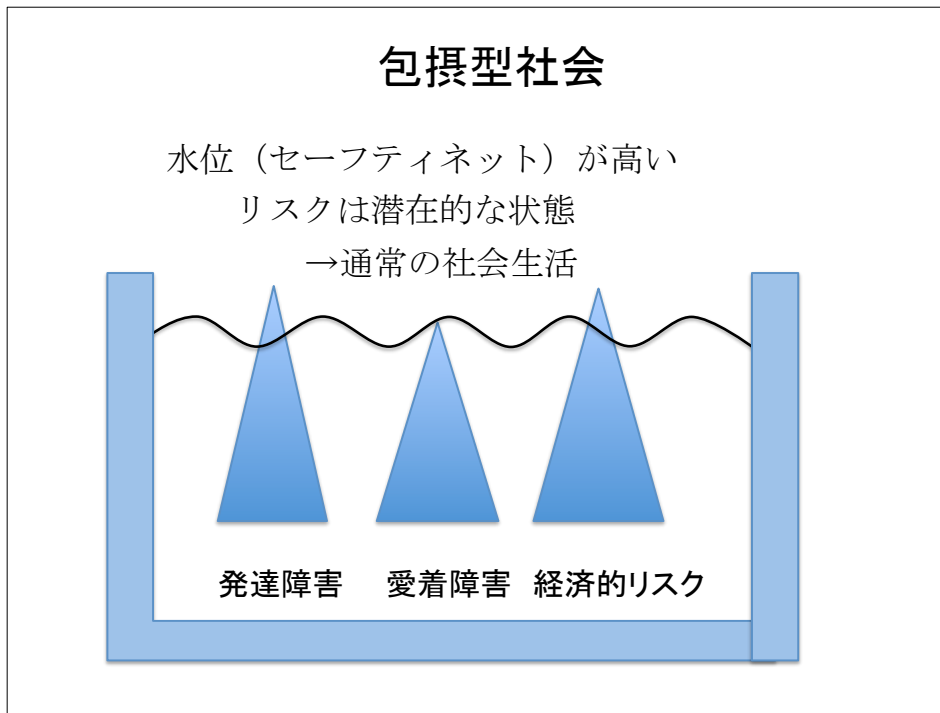 包摂型社会
水位（セーフティネット）が高い
リスクは潜在的な状態
→通常の社会生活
発達障害 愛着障害 経済的リスク